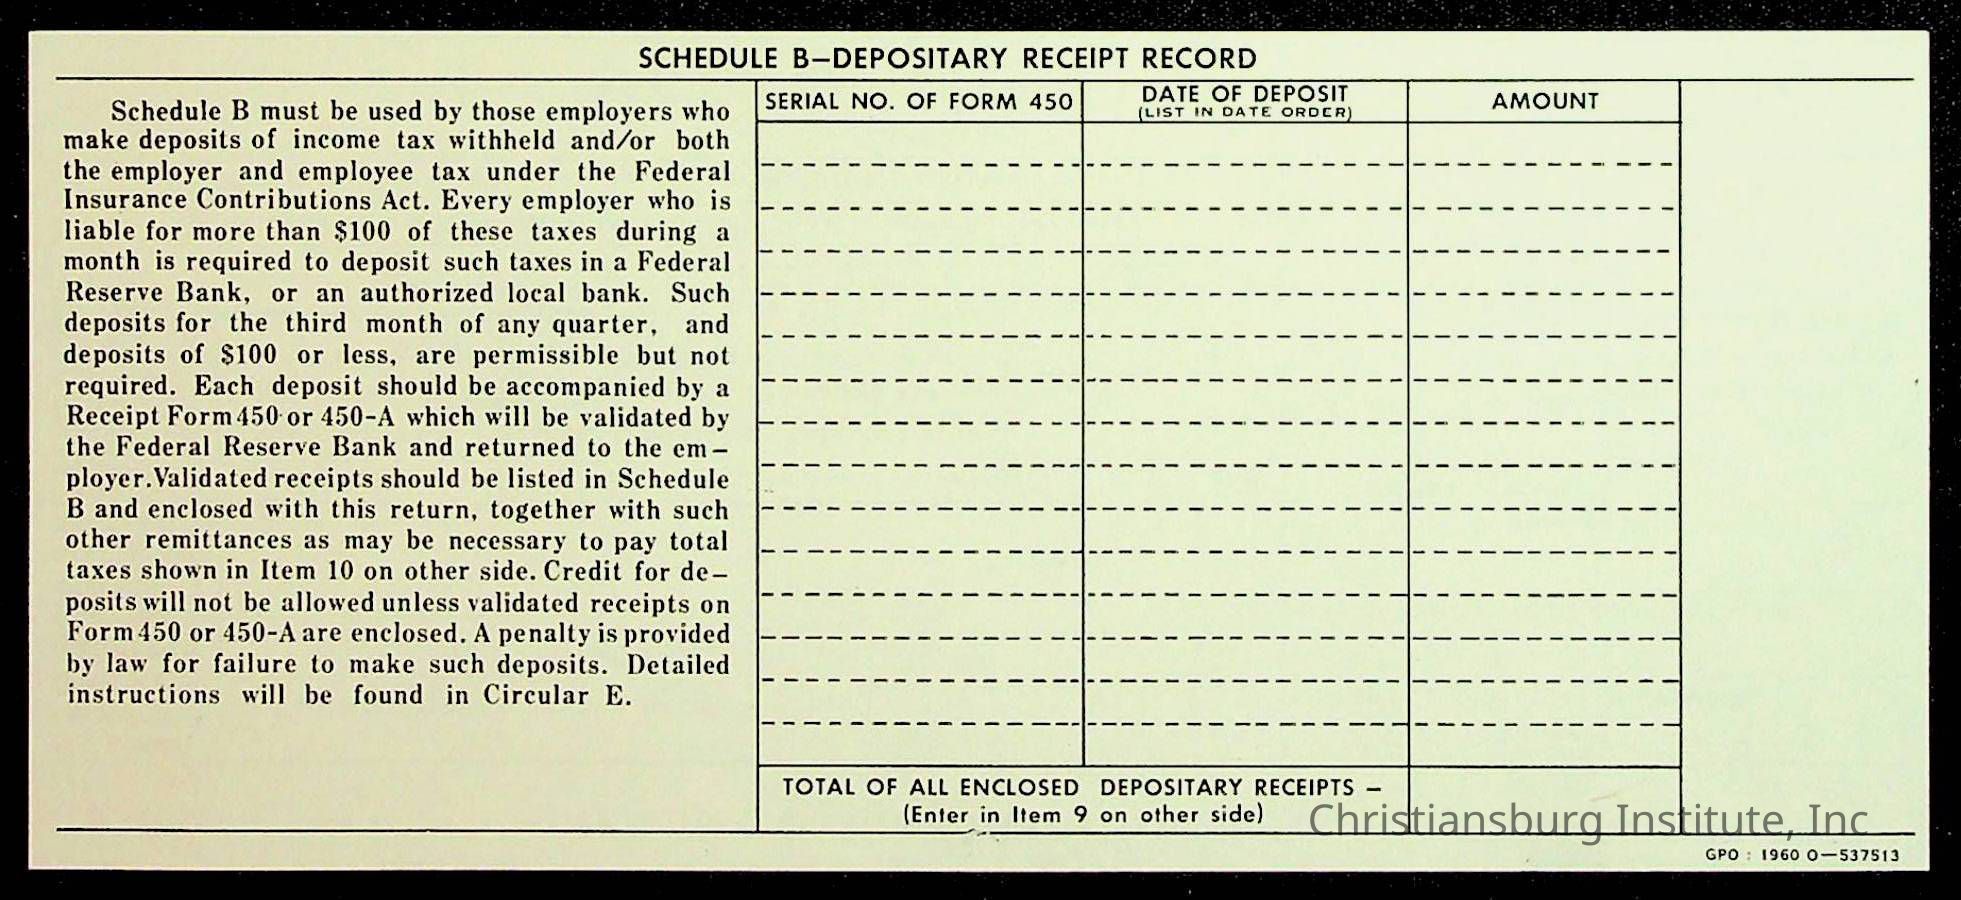 SCHEDULE B—DEPOSITARY RECEIPT RECORD
Schedule B must be used by those employers who
make deposits of income tax withheld and/or both
the employer and employee tax under the Federal
Insurance Contributions Act. Every employer who is
liable for more than $100 of these taxes during a
month is required to deposit such taxes in a Federal
Reserve Bank, or an authorized local bank. Such
deposits for the third month of any quarter, and
deposits of $100 or less, are permissible but not
required. Each deposit should be accompanied by a
Receipt Form 450 or 450-A which will be validated by
the Federal Reserve Bank and returned to the em—
ployer. Validated receipts should be listed in Schedule
B and enclosed with this return, together with such
other remittances as may be necessary to pay total
taxes shown in Item 10 on other side. Credit for de—
posits will not be allowed unless validated receipts on
Form 450 or 450-A are enclosed. A penalty is provided
by law for failure to make such deposits. Detailed
instructions will be found in Circular E.
SERIAL NO. OF FORM 450
DATE OF DEPOSIT
(LIST IN DATE ORDER)
AMOUNT
TOTAL OF ALL ENCLOSED DEPOSITARY RECEIPTS —
(Enter in Item 9 on other side)
Christiansburg Institute, Inc
GPO : 1960 O—537513